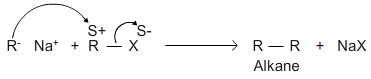 S+ S-
R- Na+ + R — X ⟶ R — R + NaX
Alkane